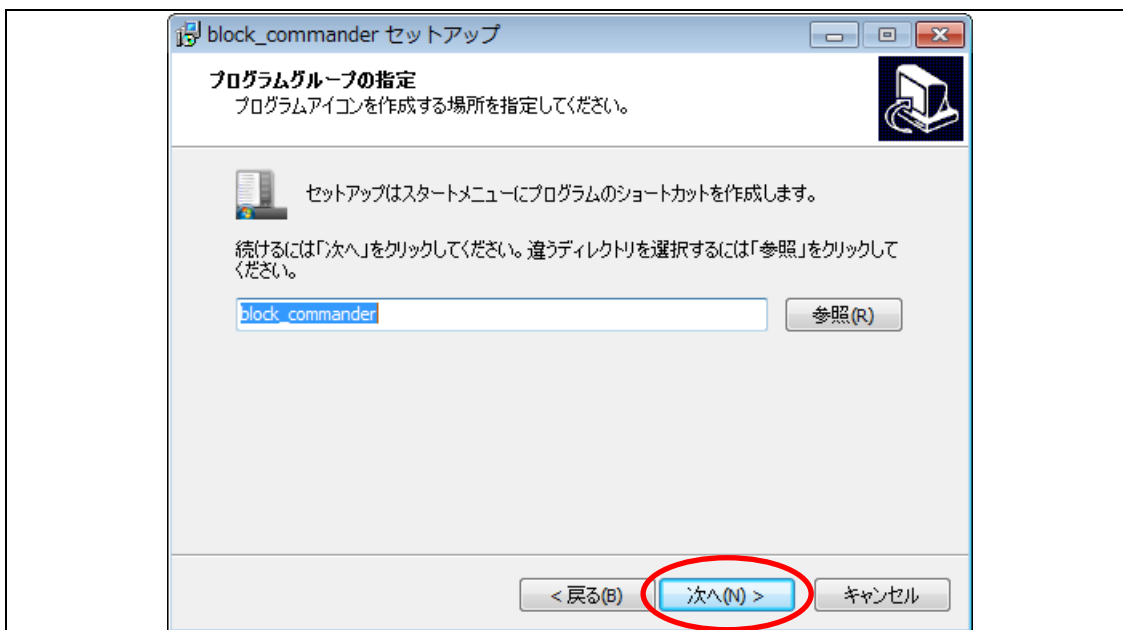 block_commander セットアップ
プログラムグループの指定
プログラムアイコンを作成する場所を指定してください。
セットアップはスタートメニューにプログラムのショートカットを作成します。
続けるには「次へ」をクリックしてください。違うディレクトリを選択するには「参照」をクリックして
ください。
block_commander
参照(R)
< 戻る(B)
次へ(N) >
キャンセル